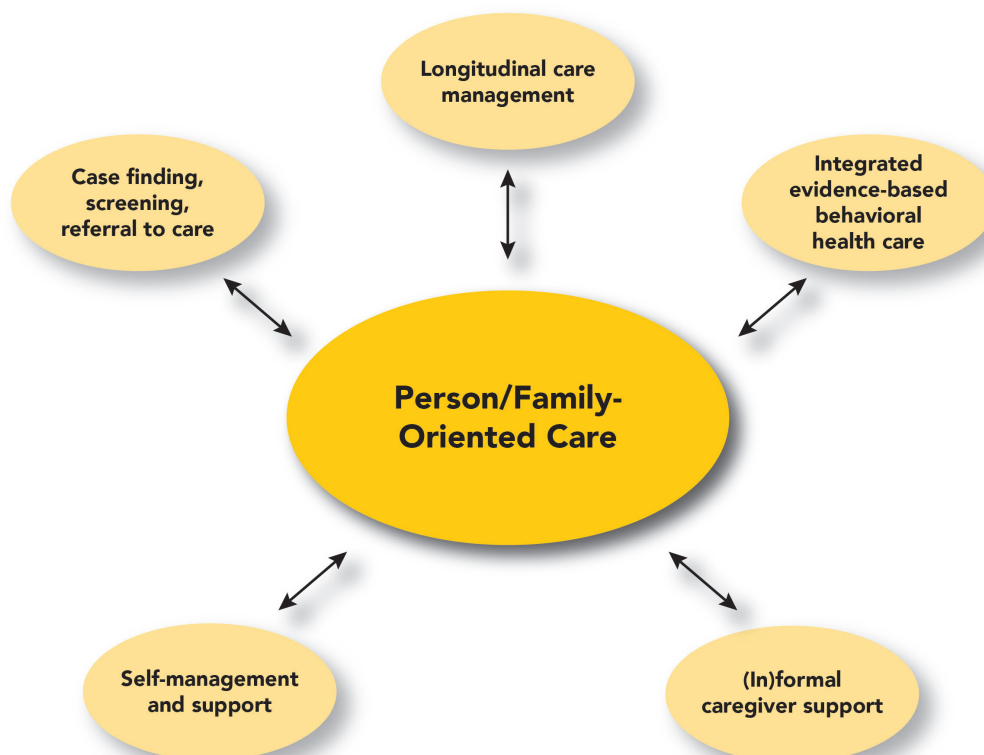 Longitudinal care
management
Case finding,
screening,
referral to care
Integrated
evidence-based
behavioral
health care
Person/Family-
Oriented Care
Self-management
and support
(In)formal
caregiver support